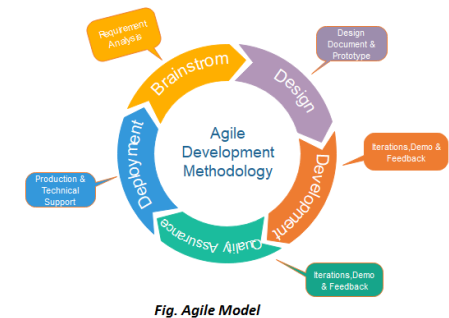 Requirement
Analysis
Brainstrom
Design
Document &
Prototype
Design
Agile
Development
Methodology
Iterations,Demo &
Feedback
Development
Deployment
Production &
Technical
Support
Quality Assurance
Iterations,Demo
& Feedback
Fig. Agile Model